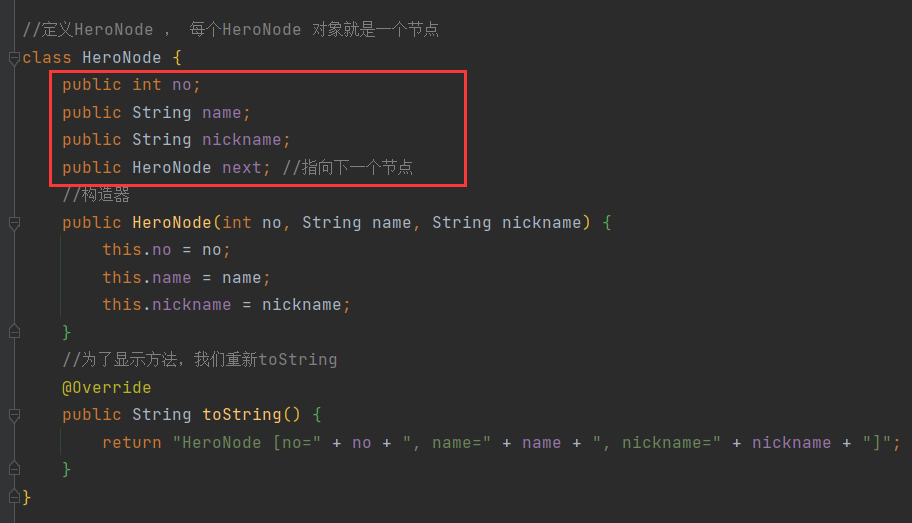 //定义HeroNode ， 每个HeroNode 对象就是一个节点
class HeroNode {
public int no;
public String name;
public String nickname;
public HeroNode next; //指向下一个节点
//构造器
public HeroNode(int no, String name, String nickname) {
this.no = no;
this.name = name;
this.nickname = nickname;
}
//为了显示方法，我们重新toString
@Override
public String toString() {
return "HeroNode [no=" + no + ", name=" + name + ", nickname=" + nickname + "]";
}
}